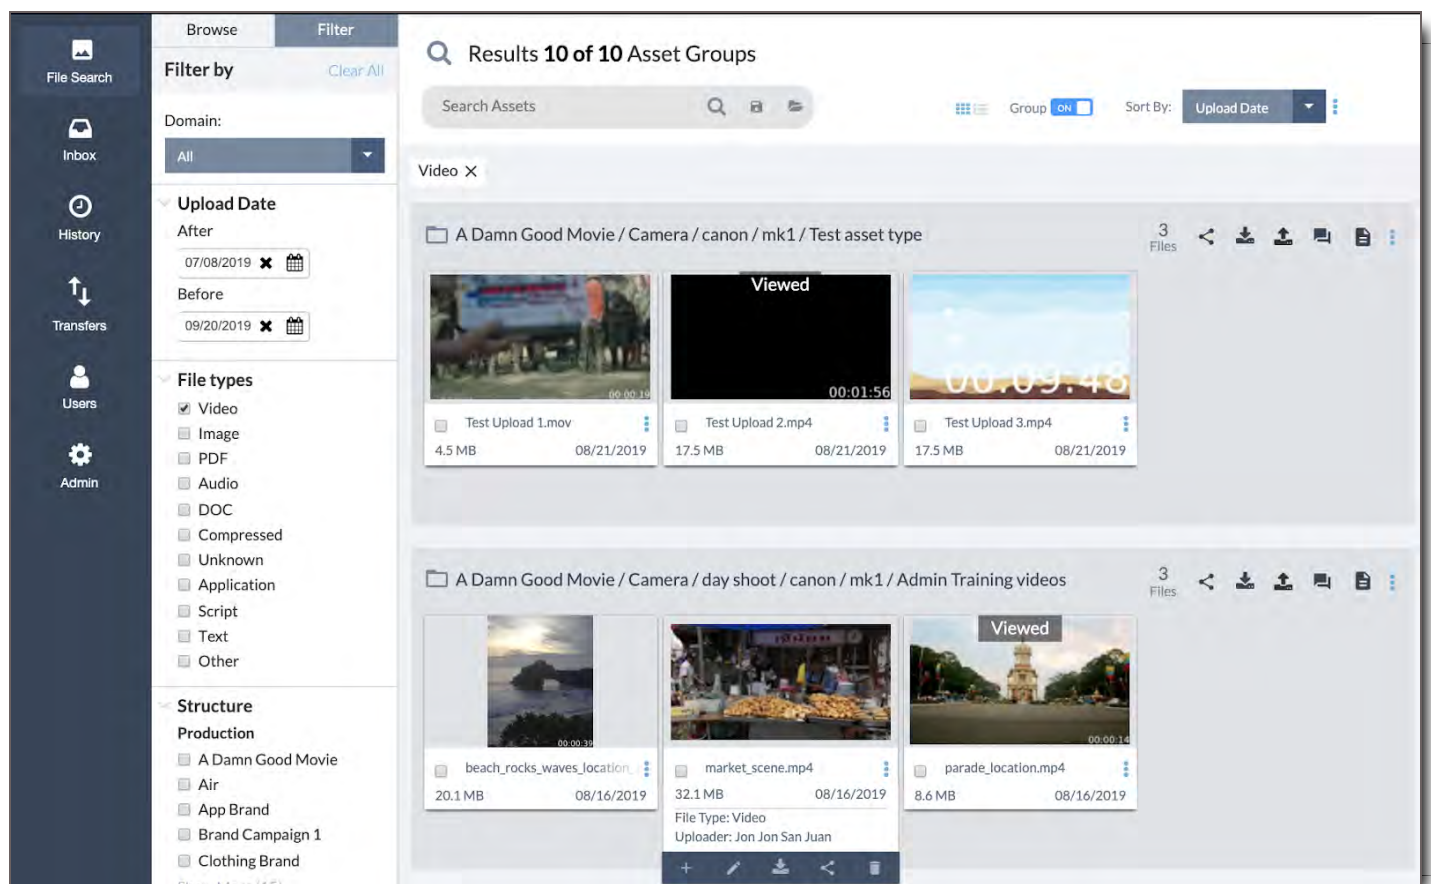 File Search
Inbox
History
Transfers
Users
Admin
Browse
Filter
Filter by
Clear All
Domain:
All
Upload Date
After
07/08/2019
Before
09/20/2019
File types
Video
Image
PDF
Audio
DOC
Compressed
Unknown
Application
Script
Text
Other
Structure
Production
A Damn Good Movie
Air
App Brand
Brand Campaign 1
Clothing Brand
Results 10 of 10 Asset Groups
Search Assets
Group ON
Sort By: Upload Date
Video
A Damn Good Movie / Camera / canon / mk1 / Test asset type
3
Files
00:00:19
Test Upload 1.mov
4.5 MB 08/21/2019
Viewed
00:01:56
Test Upload 2.mp4
17.5 MB 08/21/2019
00:09:48
Test Upload 3.mp4
17.5 MB 08/21/2019
A Damn Good Movie / Camera / day shoot / canon / mk1 / Admin Training videos
3
Files
00:00:39
beach_rocks_waves_location_
20.1 MB 08/16/2019
market_scene.mp4
32.1 MB 08/16/2019
File Type: Video
Uploader: Jon Jon San Juan
Viewed
00:00:14
parade_location.mp4
8.6 MB 08/16/2019